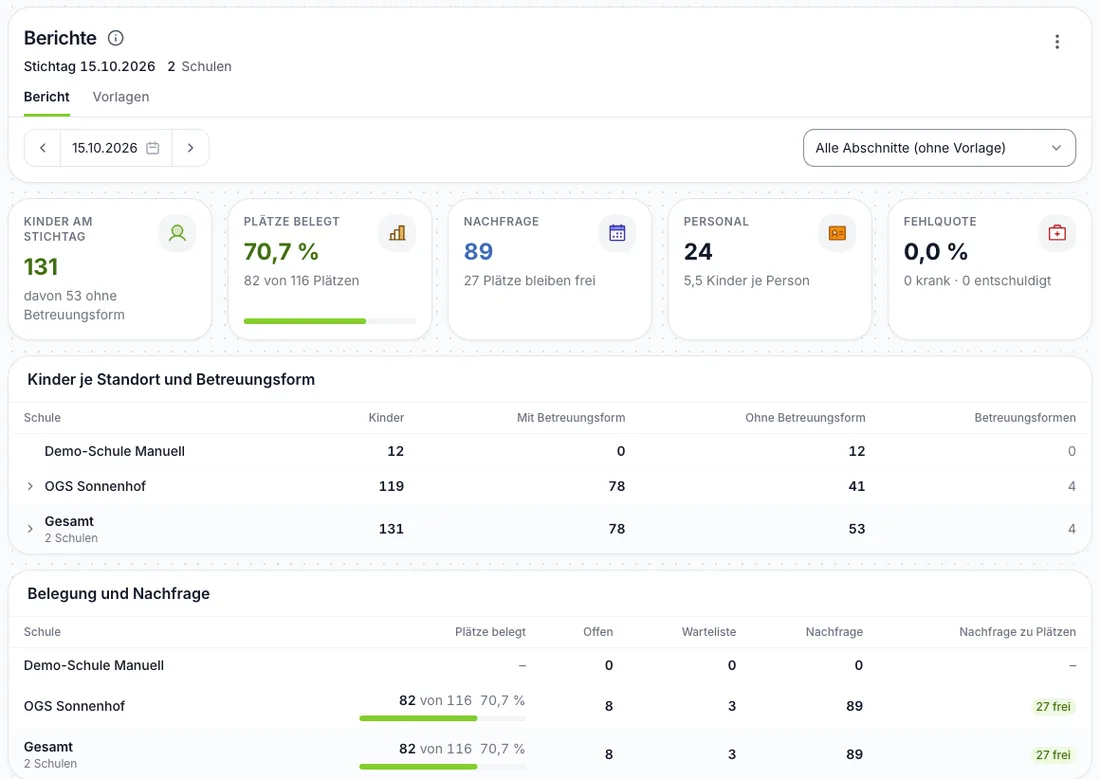 Berichte
Stichtag 15.10.2026 2 Schulen
Bericht Vorlagen
15.10.2026
Alle Abschnitte (ohne Vorlage)
KINDER AM STICHTAG
131
davon 53 ohne Betreuungsform
PLÄTZE BELEGT
70,7 %
82 von 116 Plätzen
NACHFRAGE
89
27 Plätze bleiben frei
PERSONAL
24
5,5 Kinder je Person
FEHLQUOTE
0,0 %
0 krank · 0 entschuldigt
Kinder je Standort und Betreuungsform
Schule Kinder Mit Betreuungsform Ohne Betreuungsform Betreuungsformen
Demo-Schule Manuell 12 0 12 0
OGS Sonnenhof 119 78 41 4
Gesamt 131 78 53 4
2 Schulen
Belegung und Nachfrage
Schule Plätze belegt Offen Warteliste Nachfrage Nachfrage zu Plätzen
Demo-Schule Manuell – 0 0 0 –
OGS Sonnenhof 82 von 116 70,7 % 8 3 89 27 frei
Gesamt 82 von 116 70,7 % 8 3 89 27 frei
2 Schulen